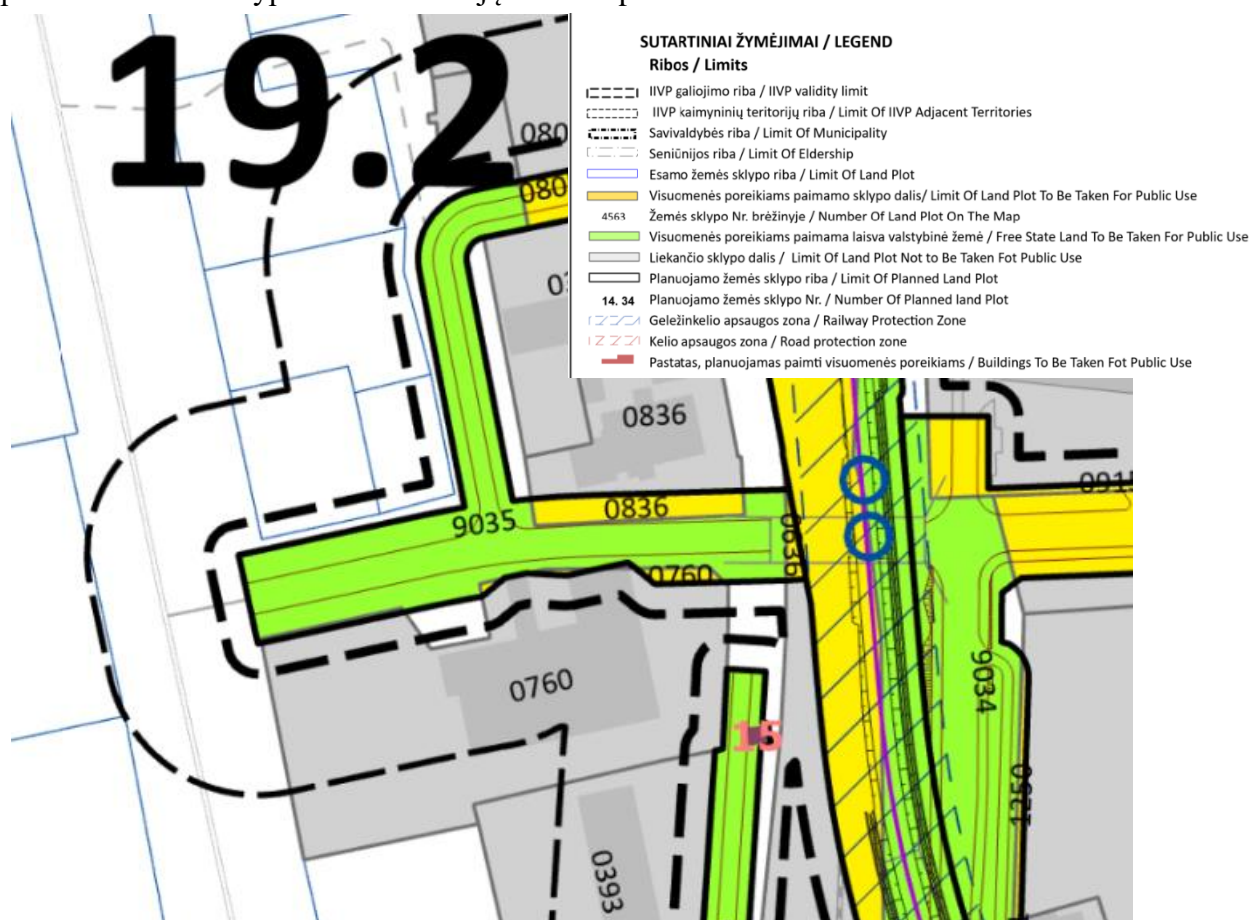 19.2
SUTARTINIAI ŽYMĖJIMAI / LEGEND
Ribos / Limits
IIVP galiojimo riba / IIVP validity limit
IIVP kaimyninių teritorijų riba / Limit Of IIVP Adjacent Territories
Savivaldybės riba / Limit Of Municipality
Seniūnijos riba / Limit Of Eldership
Esamo žemės sklypo riba / Limit Of Land Plot
Visuomenės poreikiams paimamo sklypo dalis/ Limit Of Land Plot To Be Taken For Public Use
4563 Žemės sklypo Nr. brėžinyje / Number Of Land Plot On The Map
Visuomenės poreikiams paimama laisva valstybinė žemė / Free State Land To Be Taken For Public Use
Liekančio sklypo dalis / Limit Of Land Plot Not to Be Taken Fot Public Use
Planuojamo žemės sklypo riba / Limit Of Planned Land Plot
14. 34 Planuojamo žemės sklypo Nr. / Number Of Planned land Plot
Geležinkelio apsaugos zona / Railway Protection Zone
Kelio apsaugos zona / Road protection zone
Pastatas, planuojamas paimti visuomenės poreikiams / Buildings To Be Taken Fot Public Use
080
080
0836
0836
9035
0636
0760
0760
9034
15
1250
0393